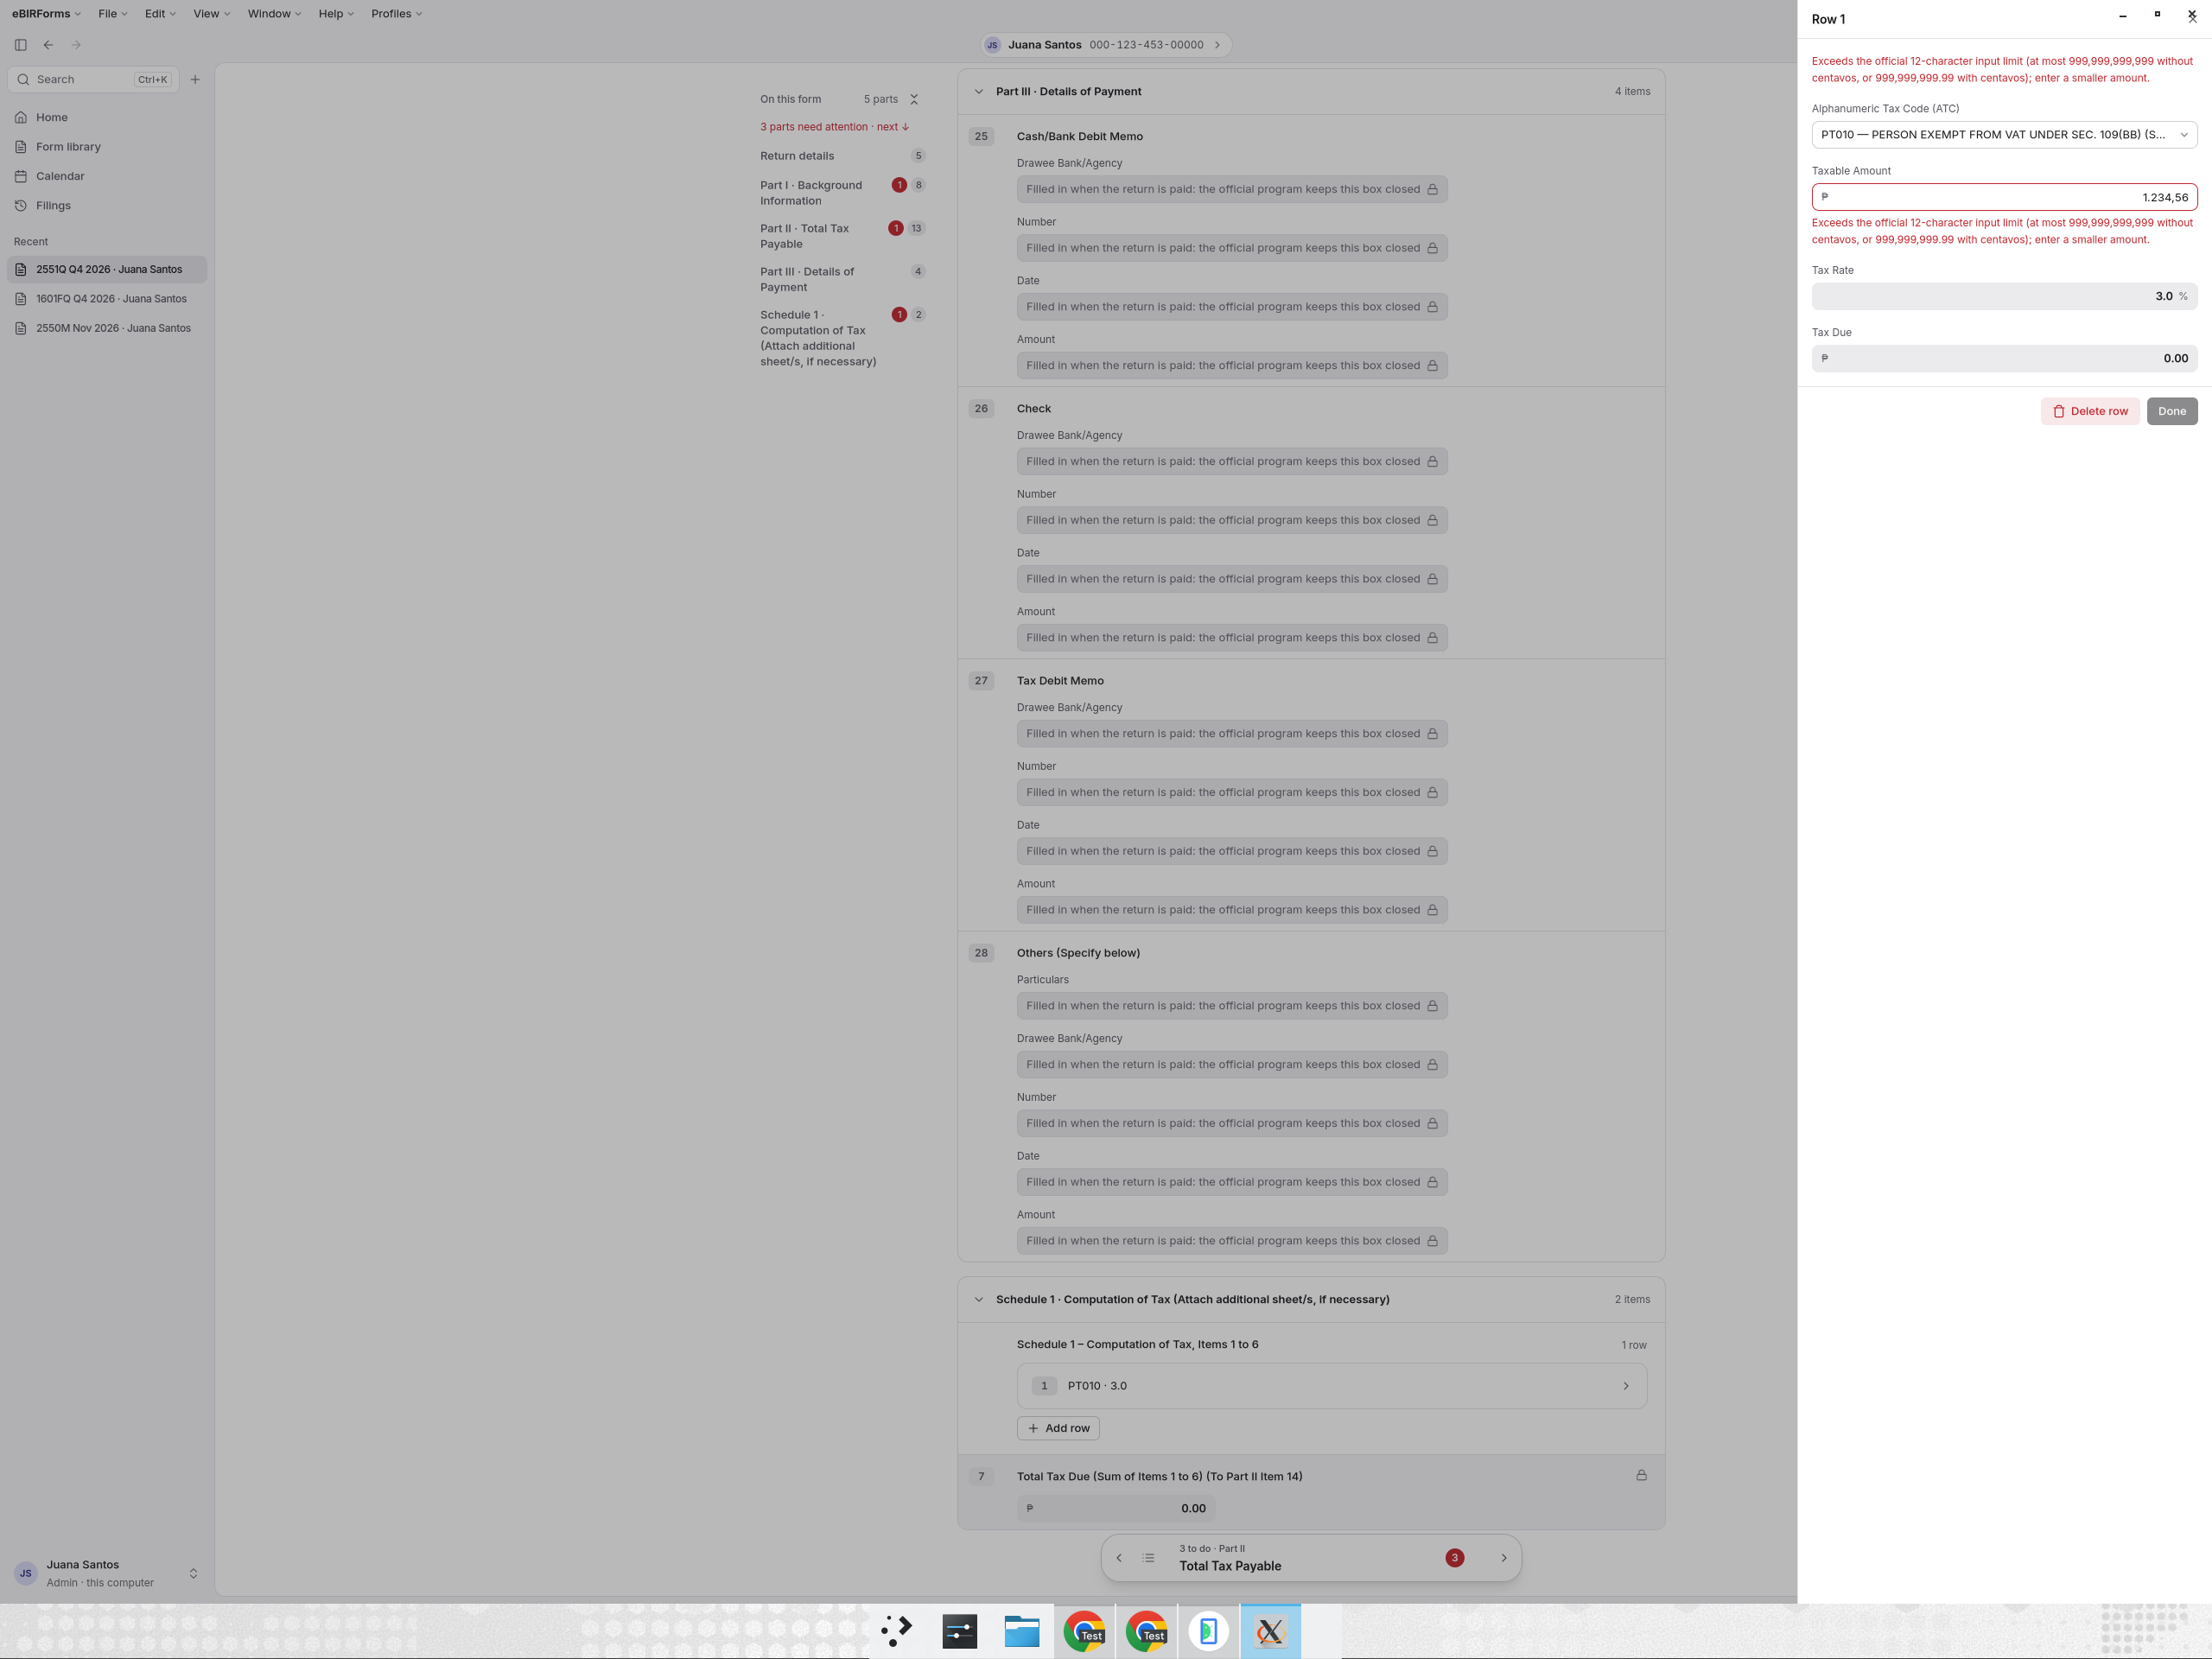 eBIRForms File Edit View Window Help Profiles
JS Juana Santos 000-123-453-00000
Search Ctrl+K
Home
Form library
Calendar
Filings
Recent
2551Q Q4 2026 · Juana Santos
1601FQ Q4 2026 · Juana Santos
2550M Nov 2026 · Juana Santos
JS Juana Santos
Admin · this computer
On this form 5 parts
3 parts need attention · next ↓
Return details 5
Part I · Background 1 8
Information
Part II · Total Tax 1 13
Payable
Part III · Details of 4
Payment
Schedule 1 · 1 2
Computation of Tax
(Attach additional
sheet/s, if necessary)
Part III · Details of Payment 4 items
25 Cash/Bank Debit Memo
Drawee Bank/Agency
Filled in when the return is paid: the official program keeps this box closed
Number
Filled in when the return is paid: the official program keeps this box closed
Date
Filled in when the return is paid: the official program keeps this box closed
Amount
Filled in when the return is paid: the official program keeps this box closed
26 Check
Drawee Bank/Agency
Filled in when the return is paid: the official program keeps this box closed
Number
Filled in when the return is paid: the official program keeps this box closed
Date
Filled in when the return is paid: the official program keeps this box closed
Amount
Filled in when the return is paid: the official program keeps this box closed
27 Tax Debit Memo
Drawee Bank/Agency
Filled in when the return is paid: the official program keeps this box closed
Number
Filled in when the return is paid: the official program keeps this box closed
Date
Filled in when the return is paid: the official program keeps this box closed
Amount
Filled in when the return is paid: the official program keeps this box closed
28 Others (Specify below)
Particulars
Filled in when the return is paid: the official program keeps this box closed
Drawee Bank/Agency
Filled in when the return is paid: the official program keeps this box closed
Number
Filled in when the return is paid: the official program keeps this box closed
Date
Filled in when the return is paid: the official program keeps this box closed
Amount
Filled in when the return is paid: the official program keeps this box closed
Schedule 1 · Computation of Tax (Attach additional sheet/s, if necessary) 2 items
Schedule 1 – Computation of Tax, Items 1 to 6 1 row
1 PT010 · 3.0
Add row
7 Total Tax Due (Sum of Items 1 to 6) (To Part II Item 14)
₱ 0.00
3 to do · Part II
Total Tax Payable 3
Row 1
Exceeds the official 12-character input limit (at most 999,999,999,999 without
centavos, or 999,999,999.99 with centavos); enter a smaller amount.
Alphanumeric Tax Code (ATC)
PT010 — PERSON EXEMPT FROM VAT UNDER SEC. 109(BB) (S...
Taxable Amount
₱ 1.234,56
Exceeds the official 12-character input limit (at most 999,999,999,999 without
centavos, or 999,999,999.99 with centavos); enter a smaller amount.
Tax Rate
3.0 %
Tax Due
₱ 0.00
Delete row Done
Test Test